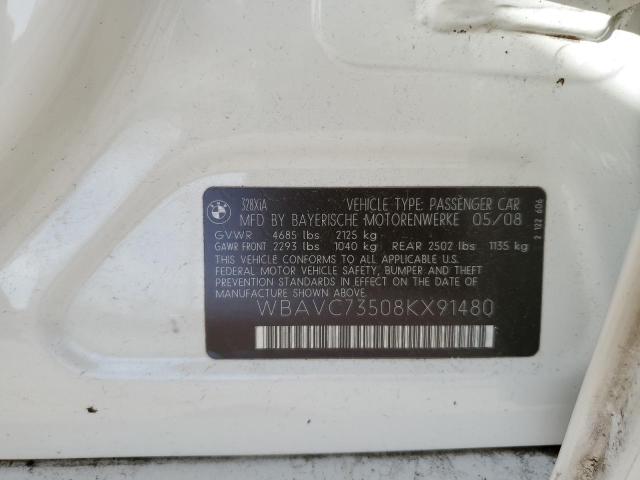 328XiA VEHICLE TYPE: PASSENGER CAR
MFD BY BAYERISCHE MOTORENWERKE 05/08
GVWR 4685 lbs 2125 kg
GAWR FRONT 2293 lbs 1040 kg REAR 2502 lbs 1135 kg
THIS VEHICLE CONFORMS TO ALL APPLICABLE U.S.
FEDERAL MOTOR VEHICLE SAFETY, BUMPER AND THEFT
PREVENTION STANDARDS IN EFFECT ON THE DATE OF
MANUFACTURE SHOWN ABOVE.
WBAVC73508KX91480
2 122 606